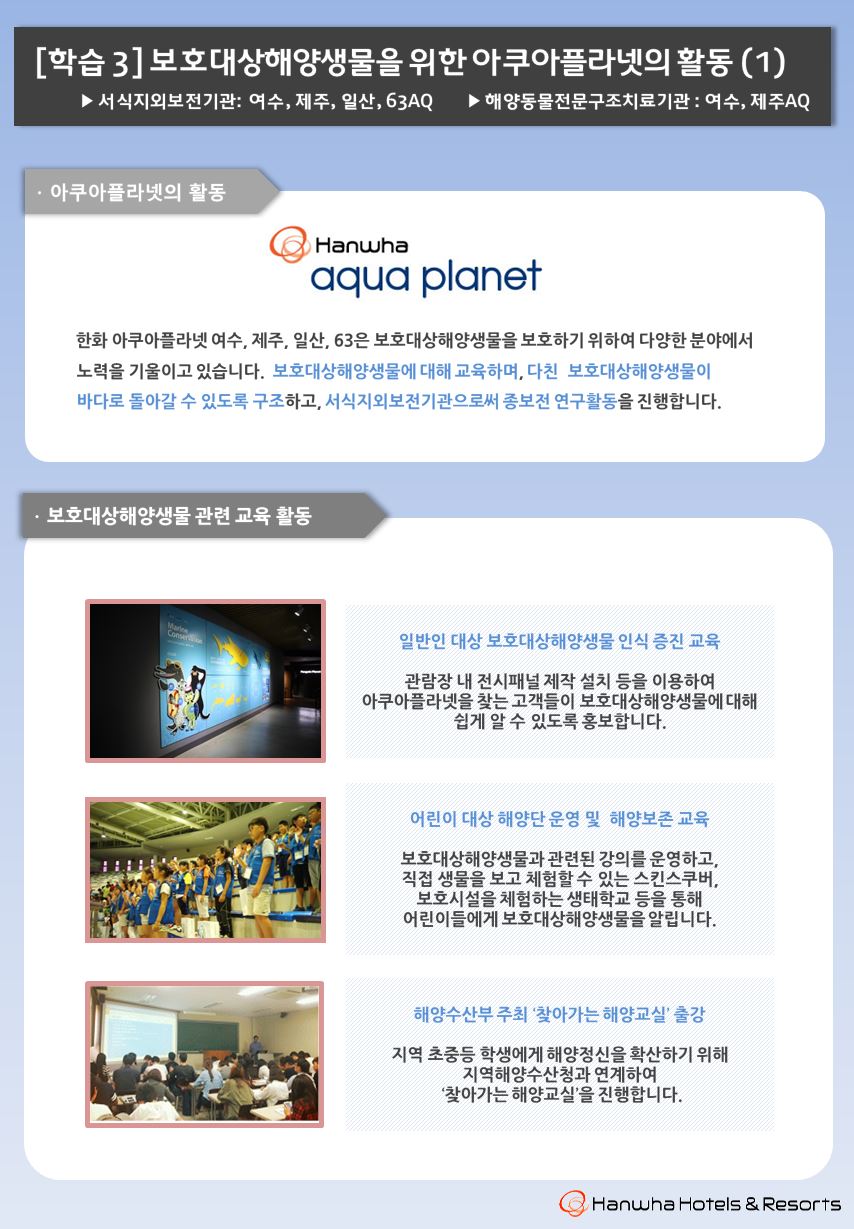 [학습 3] 보호대상해양생물을 위한 아쿠아플라넷의 활동 (1)
▶ 서식지외보전기관: 여수, 제주, 일산, 63AQ ▶ 해양동물전문구조치료기관 : 여수, 제주AQ
· 아쿠아플라넷의 활동
Hanwha
aqua planet
한화 아쿠아플라넷 여수, 제주, 일산, 63은 보호대상해양생물을 보호하기 위하여 다양한 분야에서
노력을 기울이고 있습니다. 보호대상해양생물에 대해 교육하며, 다친 보호대상해양생물이
바다로 돌아갈 수 있도록 구조하고, 서식지외보전기관으로써 종보전 연구활동을 진행합니다.
· 보호대상해양생물 관련 교육 활동
Marine
Conservation
일반인 대상 보호대상해양생물 인식 증진 교육
관람장 내 전시패널 제작 설치 등을 이용하여
아쿠아플라넷을 찾는 고객들이 보호대상해양생물에 대해
쉽게 알 수 있도록 홍보합니다.
어린이 대상 해양단 운영 및 해양보존 교육
보호대상해양생물과 관련된 강의를 운영하고,
직접 생물을 보고 체험할 수 있는 스킨스쿠버,
보호시설을 체험하는 생태학교 등을 통해
어린이들에게 보호대상해양생물을 알립니다.
해양수산부 주최 ‘찾아가는 해양교실’ 출강
지역 초중등 학생에게 해양정신을 확산하기 위해
지역해양수산청과 연계하여
‘찾아가는 해양교실’을 진행합니다.
Hanwha Hotels & Resorts